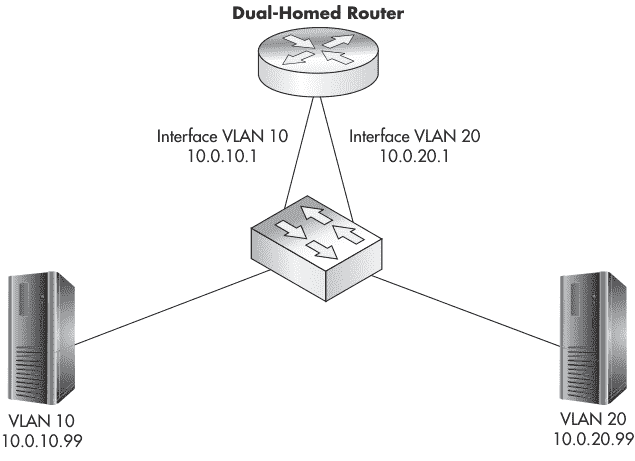 Dual-Homed Router
Interface VLAN 10
10.0.10.1
Interface VLAN 20
10.0.20.1
VLAN 10
10.0.10.99
VLAN 20
10.0.20.99